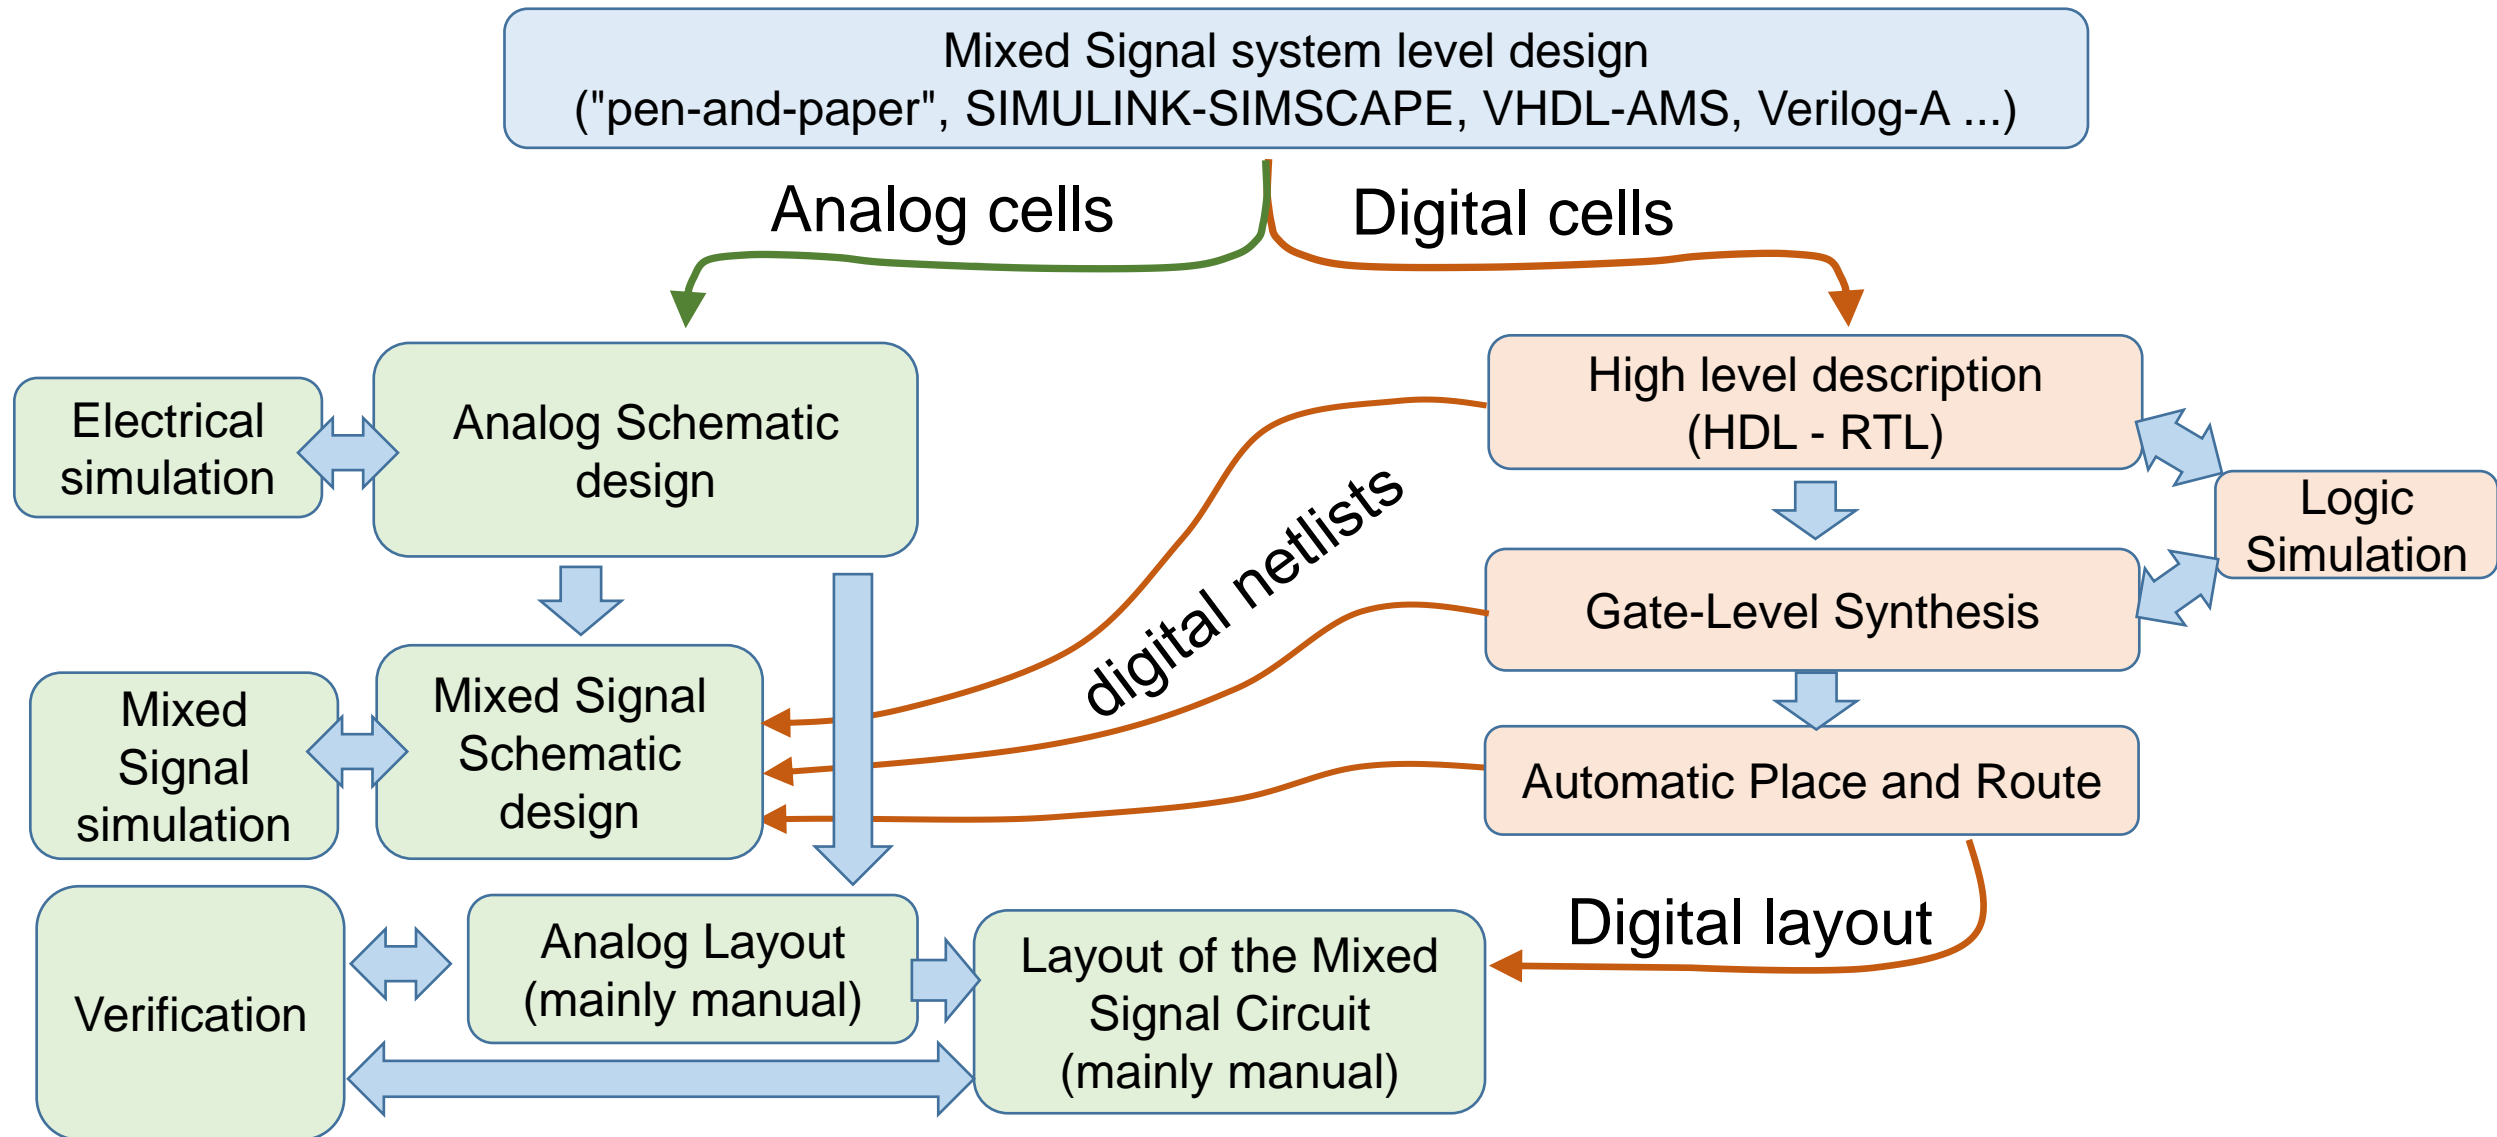 Mixed Signal system level design
("pen-and-paper", SIMULINK-SIMSCAPE, VHDL-AMS, Verilog-A ...)
Analog cells
Digital cells
Electrical
simulation
Analog Schematic
design
High level description
(HDL - RTL)
Logic
Simulation
digital netlists
Gate-Level Synthesis
Mixed
Signal
simulation
Mixed Signal
Schematic
design
Automatic Place and Route
Verification
Analog Layout
(mainly manual)
Layout of the Mixed
Signal Circuit
(mainly manual)
Digital layout